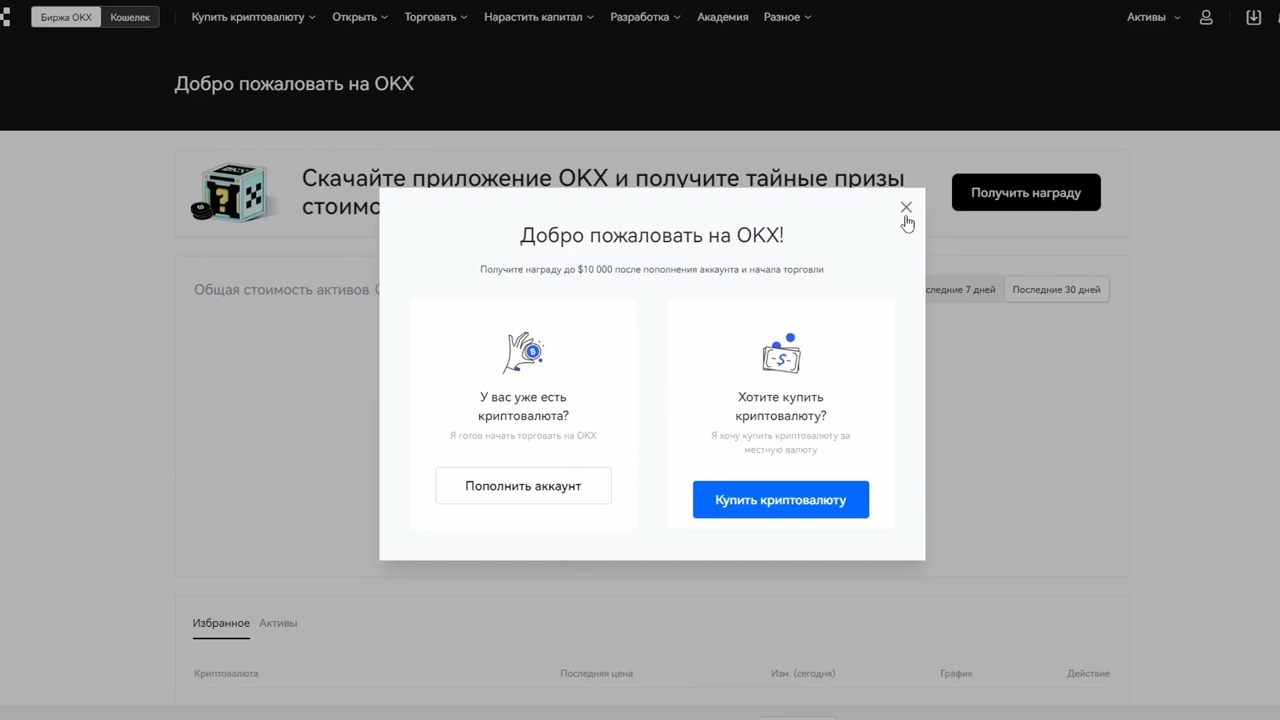 Биржа OKX Кошелек Купить криптовалюту Открыть Торговать Нарастить капитал Разработка Академия Разное Активы
Добро пожаловать на OKX
Скачайте приложение OKX и получите тайные призы
Получить награду
Добро пожаловать на OKX!
Получите награду до $10 000 после пополнения аккаунта и начала торговли
Общая стоимость активов
7 дней
Последние 30 дней
У вас уже есть
криптовалюта?
Я готов начать торговать на OKX
Пополнить аккаунт
Хотите купить
криптовалюту?
Я хочу купить криптовалюту за
местную валюту
Купить криптовалюту
Избранное Активы
Криптовалюта Последняя цена Изм. (сегодня) График Действие